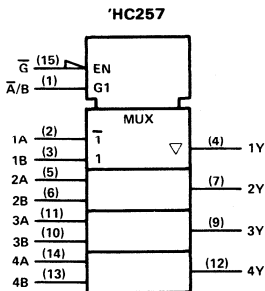 'HC257
G̅ (15) EN
A̅/B (1) G1
MUX
1A (2) 1̅ ▽ (4) 1Y
1B (3) 1
2A (5) (7) 2Y
2B (6)
3A (11) (9) 3Y
3B (10)
4A (14) (12) 4Y
4B (13)